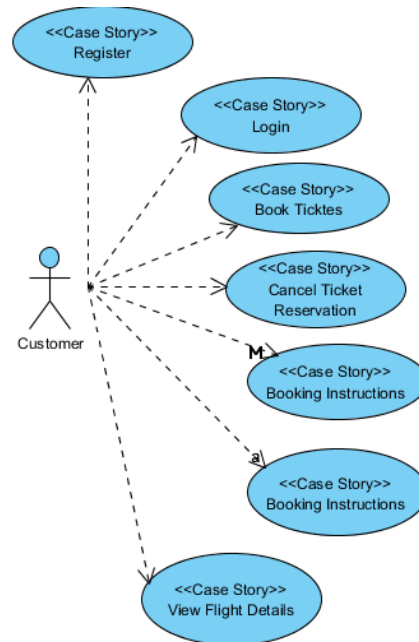 <<Case Story>>
Register
<<Case Story>>
Login
<<Case Story>>
Book Ticktes
<<Case Story>>
Cancel Ticket
Reservation
Customer
M
<<Case Story>>
Booking Instructions
a
<<Case Story>>
Booking Instructions
<<Case Story>>
View Flight Details